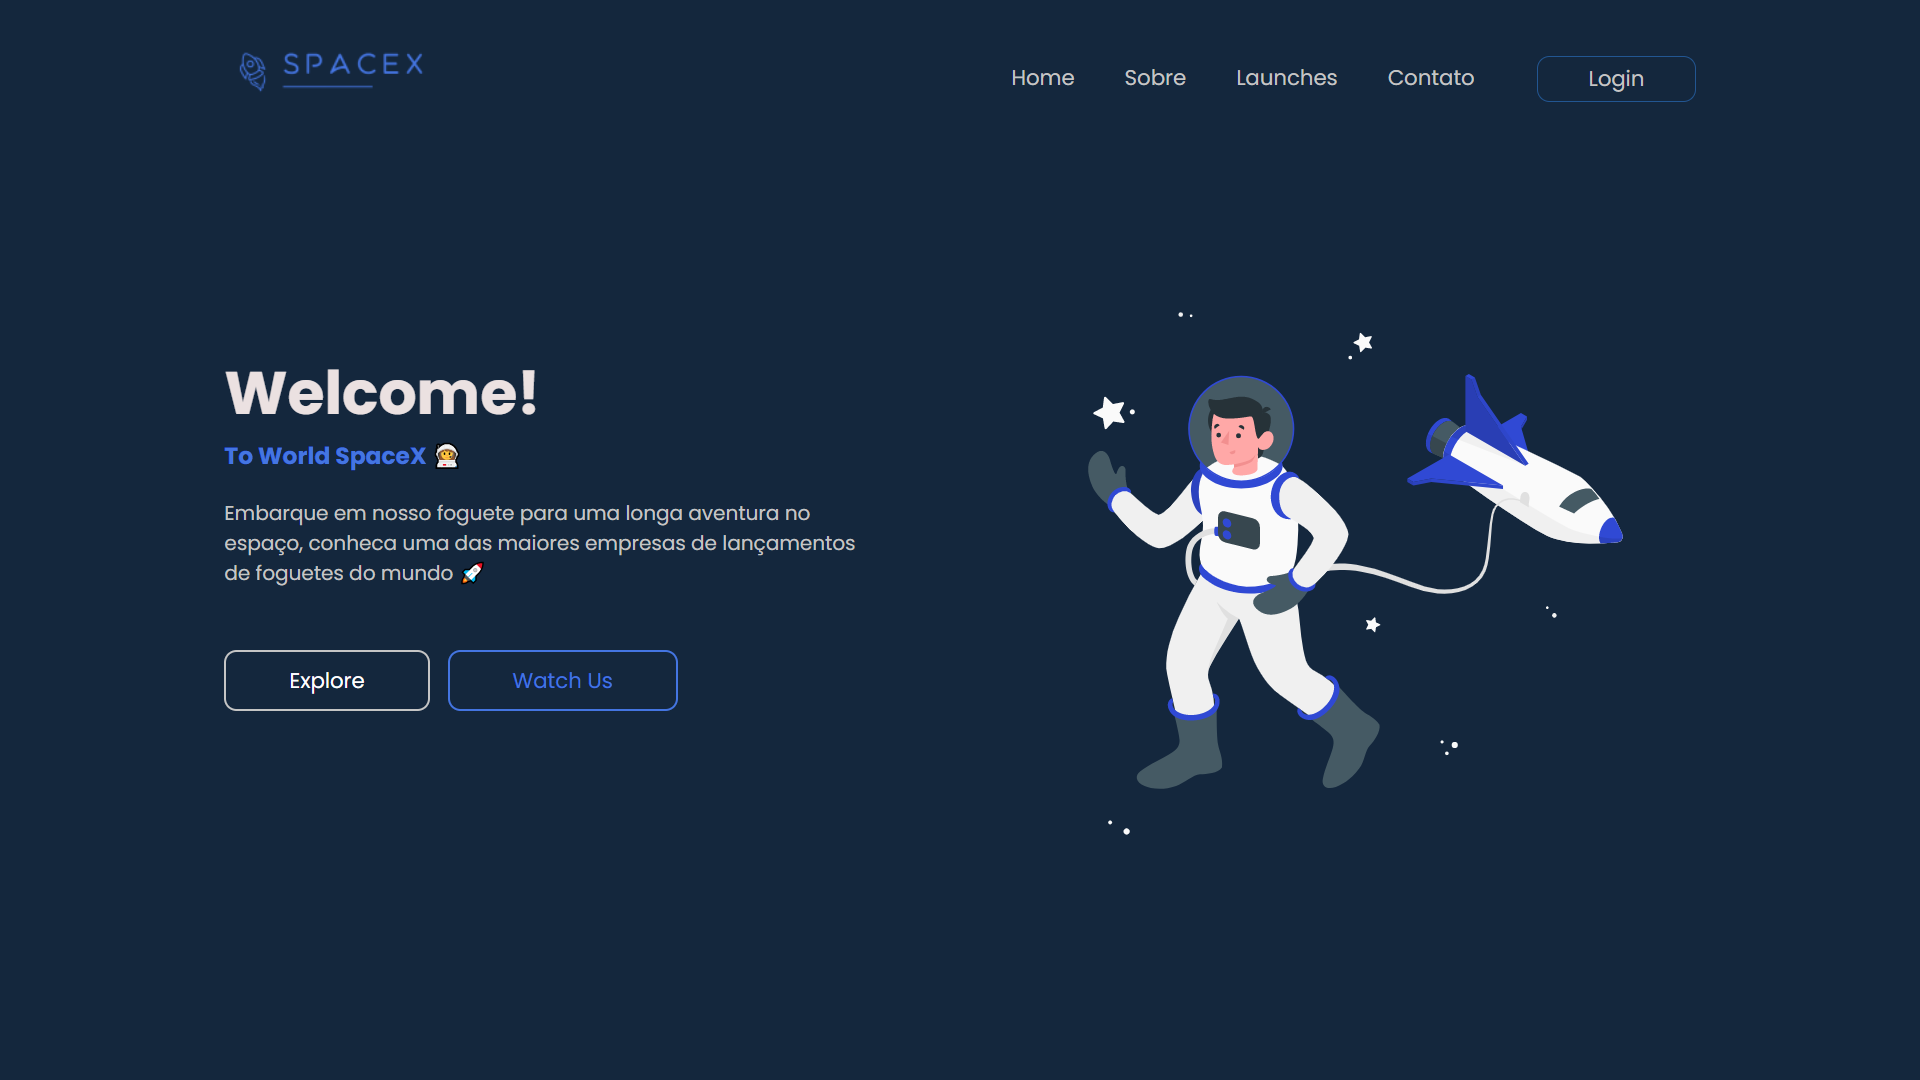 SPACEX
Home
Sobre
Launches
Contato
Login
Welcome!
To World SpaceX 👩‍🚀
Embarque em nosso foguete para uma longa aventura no
espaço, conheca uma das maiores empresas de lançamentos
de foguetes do mundo 🚀
Explore
Watch Us